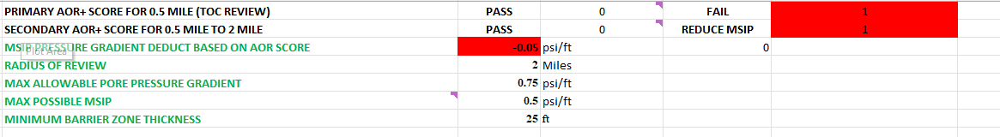 PRIMARY AOR+ SCORE FOR 0.5 MILE (TOC REVIEW) PASS 0 FAIL 1
SECONDARY AOR+ SCORE FOR 0.5 MILE TO 2 MILE PASS 0 REDUCE MSIP 1
MSIP PRESSURE GRADIENT DEDUCT BASED ON AOR SCORE -0.05 psi/ft 0
Plot Area
RADIUS OF REVIEW 2 Miles
MAX ALLOWABLE PORE PRESSURE GRADIENT 0.75 psi/ft
MAX POSSIBLE MSIP 0.5 psi/ft
MINIMUM BARRIER ZONE THICKNESS 25 ft